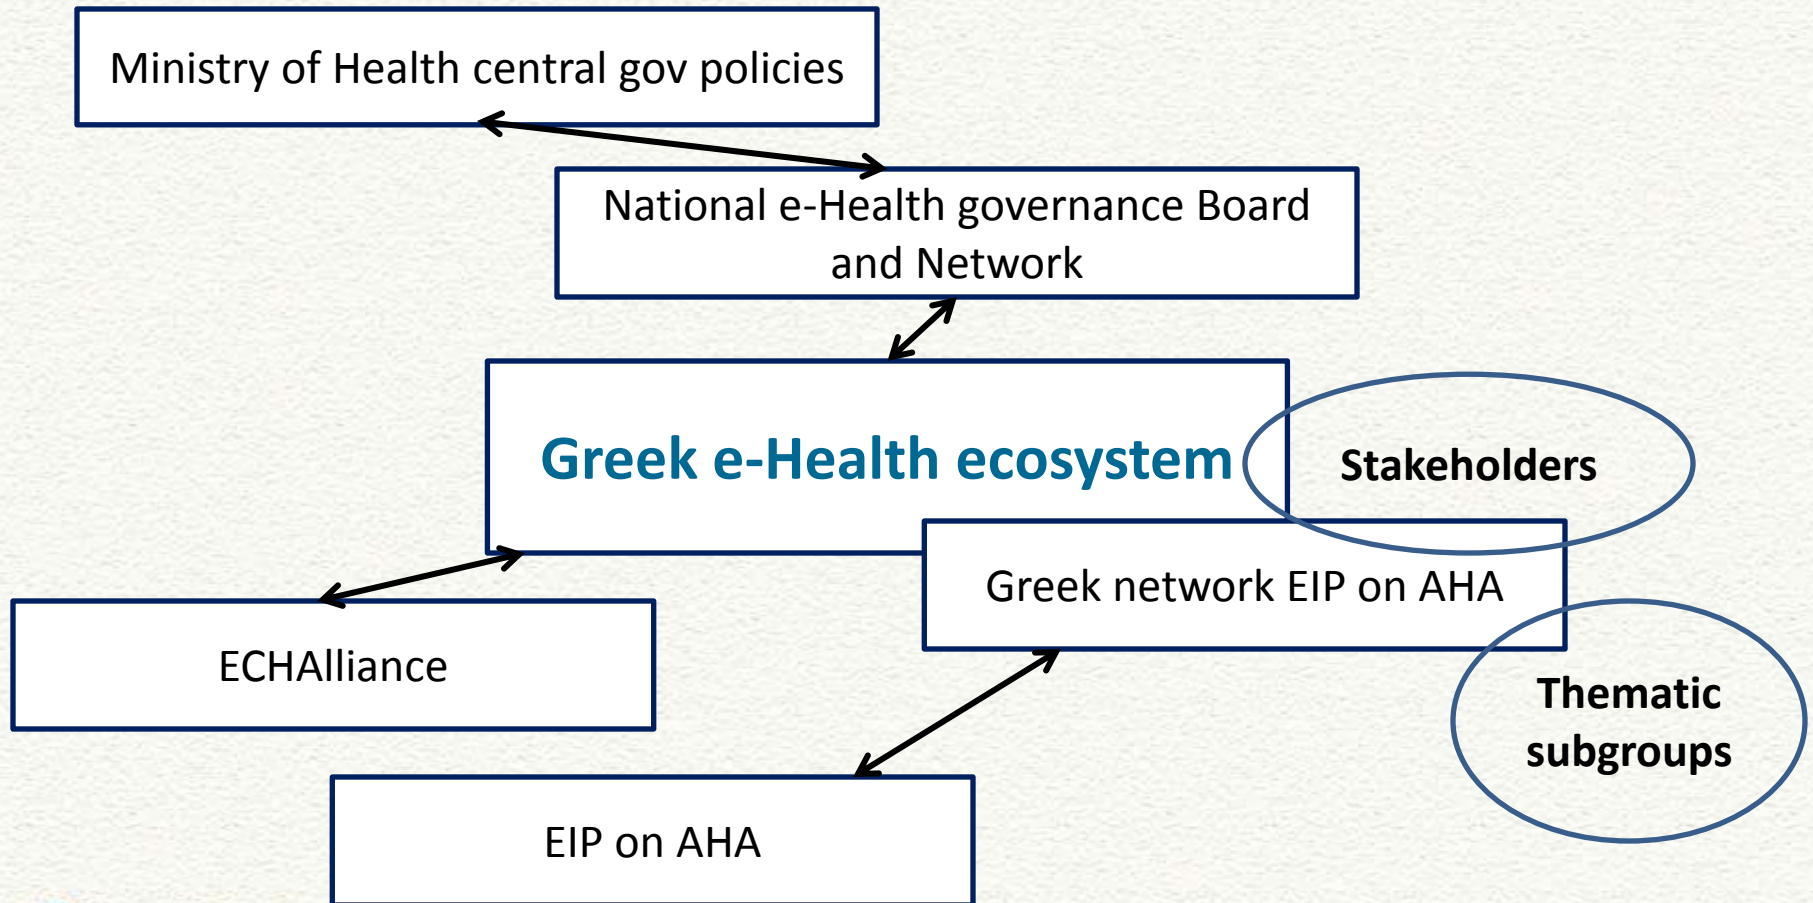 Ministry of Health central gov policies
National e-Health governance Board
and Network
Greek e-Health ecosystem
Stakeholders
Greek network EIP on AHA
ECHAlliance
Thematic
subgroups
EIP on AHA